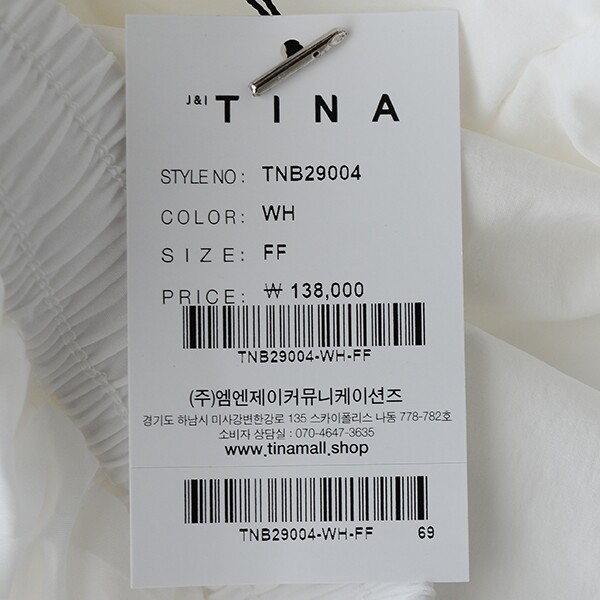 J&I TINA
STYLE NO: TNB29004
COLOR: WH
SIZE: FF
PRICE: ₩ 138,000
TNB29004-WH-FF
(주)엠엔제이커뮤니케이션즈
경기도 하남시 미사강변한강로 135 스카이폴리스 나동 778-782호
소비자 상담실 : 070-4647-3635
www.tinamall.shop
TNB29004-WH-FF 69